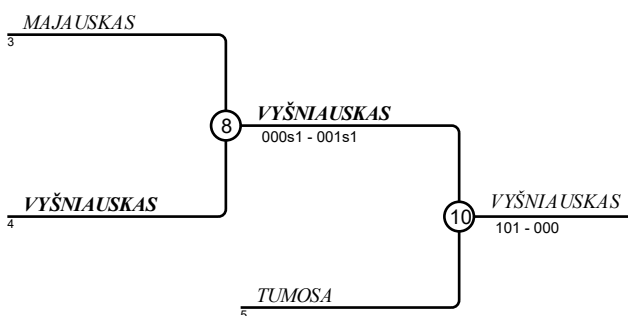 MAJAUSKAS
3
8
VYŠNIAUSKAS
000s1 - 001s1
VYŠNIAUSKAS
4
10
VYŠNIAUSKAS
101 - 000
TUMOSA
5